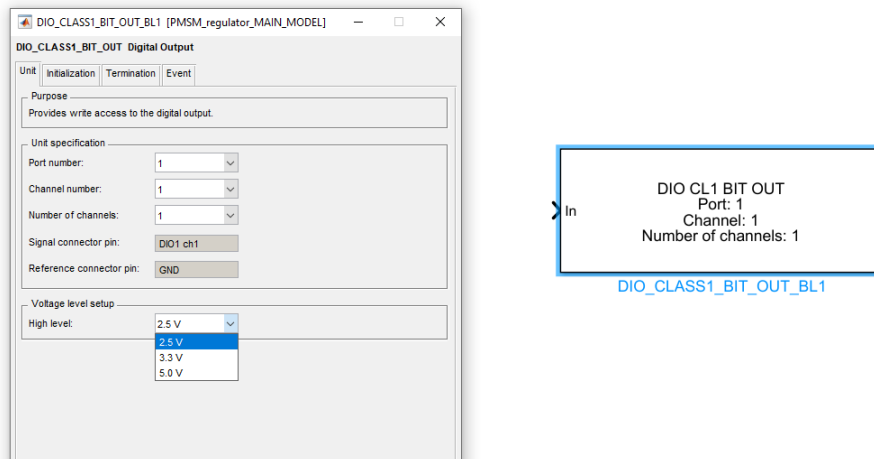 DIO_CLASS1_BIT_OUT_BL1 [PMSM_regulator_MAIN_MODEL]
DIO_CLASS1_BIT_OUT Digital Output
Unit Initialization Termination Event
Purpose
Provides write access to the digital output.
Unit specification
Port number: 1
Channel number: 1
Number of channels: 1
Signal connector pin: DIO1 ch1
Reference connector pin: GND
Voltage level setup
High level: 2.5 V
2.5 V
3.3 V
5.0 V
DIO CL1 BIT OUT
Port: 1
Channel: 1
Number of channels: 1
In
DIO_CLASS1_BIT_OUT_BL1